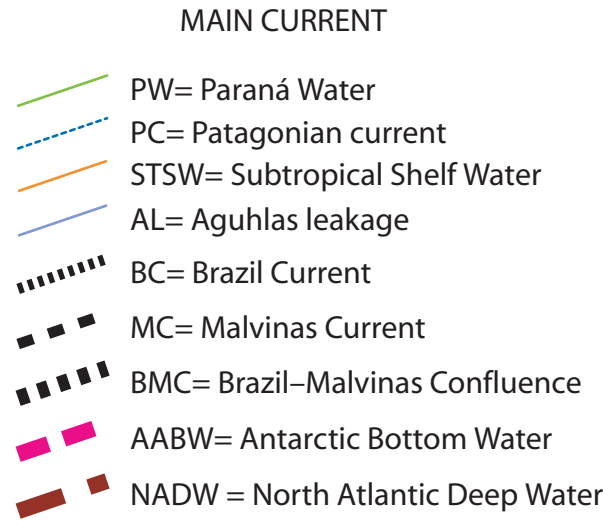 MAIN CURRENT
PW= Paraná Water
PC= Patagonian current
STSW= Subtropical Shelf Water
AL= Aguhlas leakage
BC= Brazil Current
MC= Malvinas Current
BMC= Brazil–Malvinas Confluence
AABW= Antarctic Bottom Water
NADW = North Atlantic Deep Water